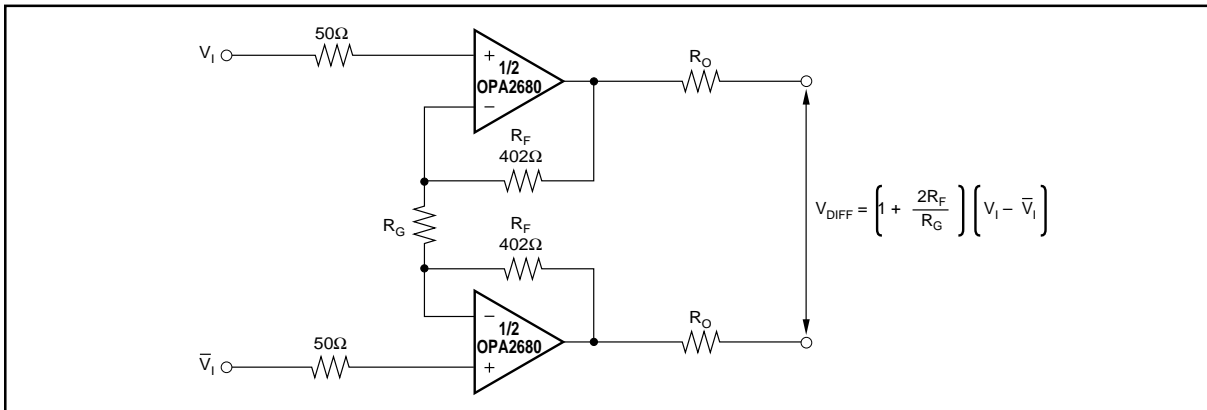 V_I
50Ω
+
1/2
OPA2680
−
R_O
R_F
402Ω
R_G
R_F
402Ω
V_DIFF = (1 + 2R_F / R_G) (V_I – V̅_I)
−
1/2
OPA2680
+
R_O
V̅_I
50Ω